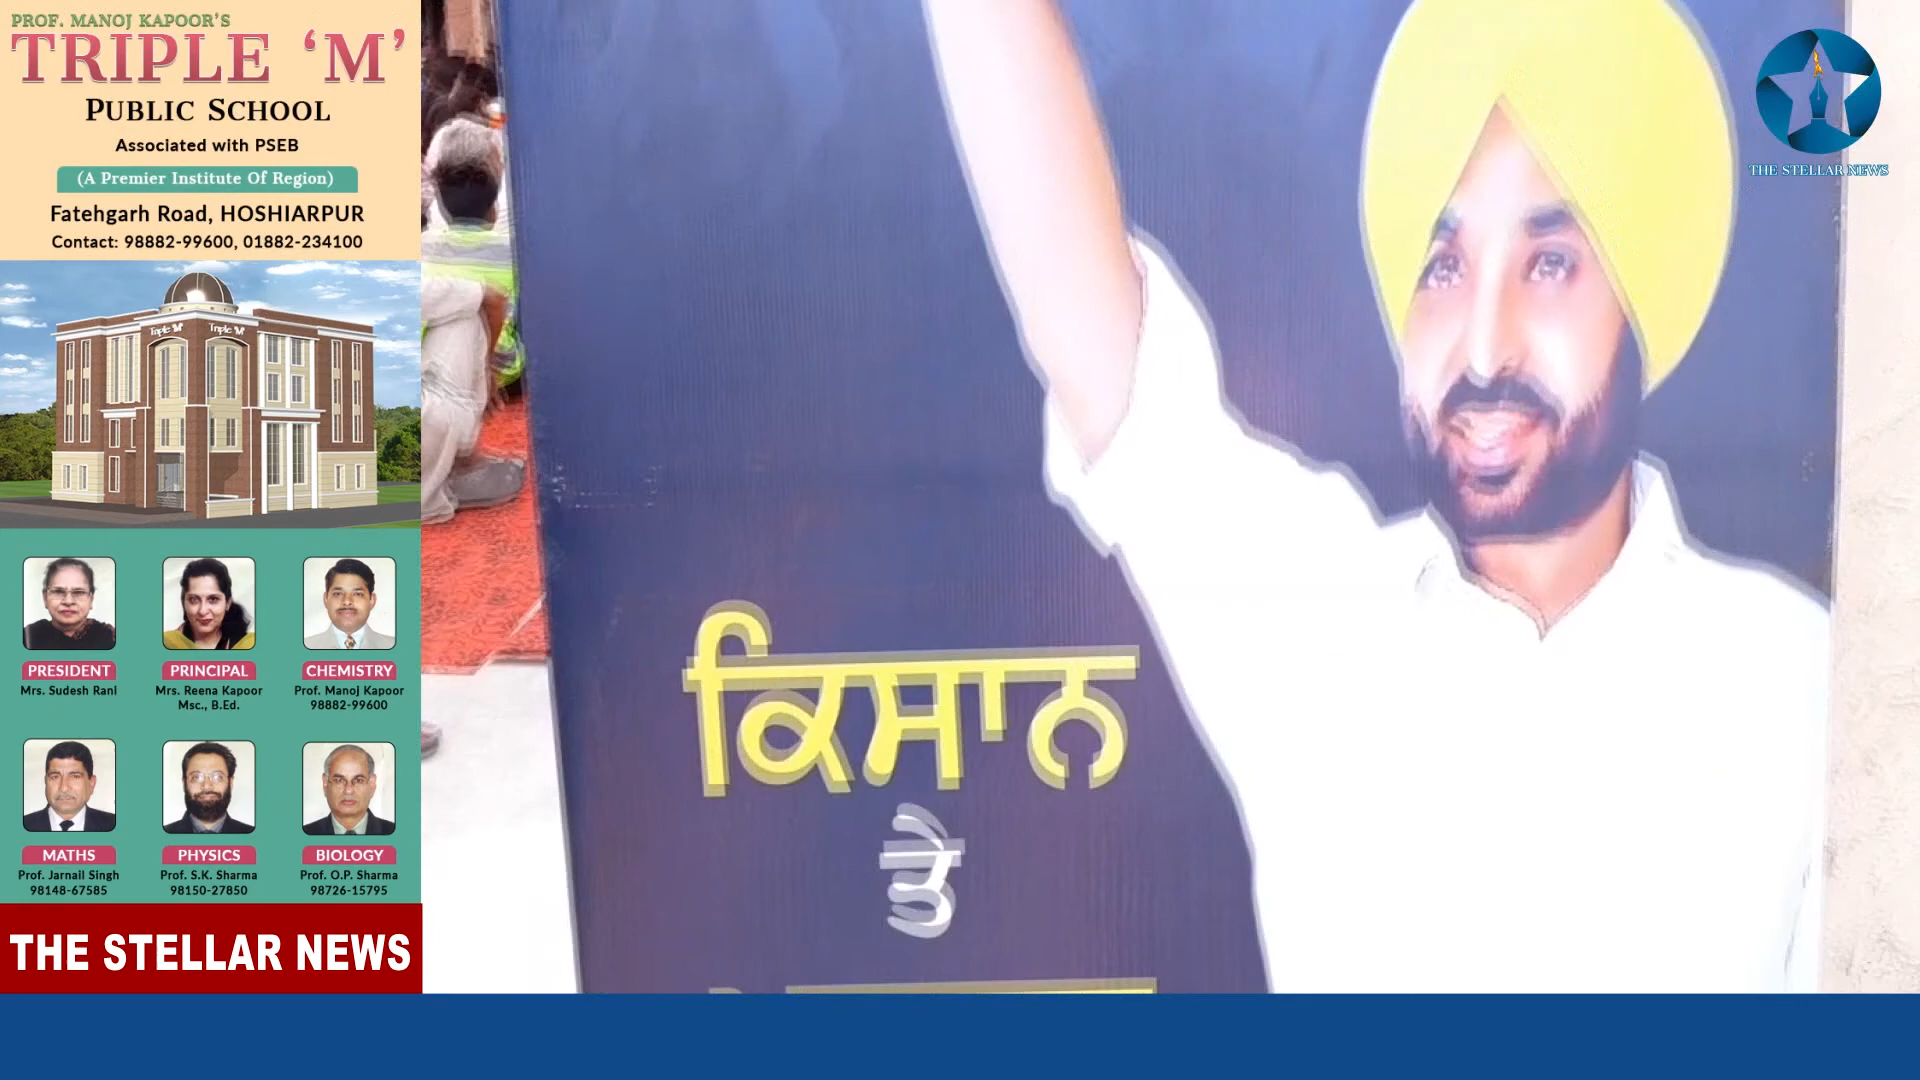 PROF. MANOJ KAPOOR'S
TRIPLE 'M'
PUBLIC SCHOOL
Associated with PSEB
(A Premier Institute Of Region)
Fatehgarh Road, HOSHIARPUR
Contact: 98882-99600, 01882-234100
Triple 'M' Triple 'M'
PRESIDENT
Mrs. Sudesh Rani
PRINCIPAL
Mrs. Reena Kapoor
Msc., B.Ed.
CHEMISTRY
Prof. Manoj Kapoor
98882-99600
MATHS
Prof. Jarnail Singh
98148-67585
PHYSICS
Prof. S.K. Sharma
98150-27850
BIOLOGY
Prof. O.P. Sharma
98726-15795
THE STELLAR NEWS
ਕਿਸਾਨ
ਤੇ
THE STELLAR NEWS